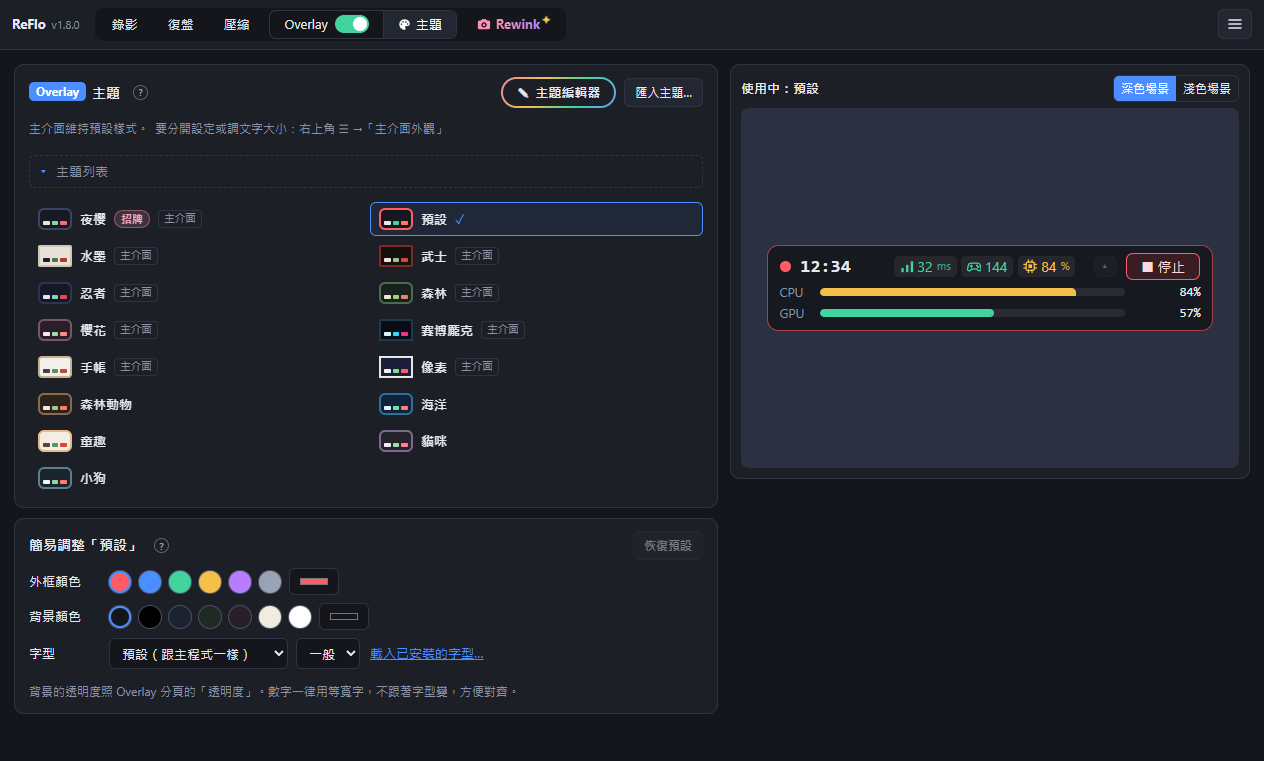 ReFlo v1.8.0 錄影 復盤 壓縮 Overlay 主題 Rewink
Overlay 主題 ? 主題編輯器 匯入主題...
主介面維持預設樣式。 要分開設定或調文字大小：右上角 ☰ →「主介面外觀」
主題列表
夜櫻 招牌 主介面 預設 ✓
水墨 主介面 武士 主介面
忍者 主介面 森林 主介面
櫻花 主介面 賽博龐克 主介面
手帳 主介面 像素 主介面
森林動物 海洋
童趣 貓咪
小狗
簡易調整「預設」 ? 恢復預設
外框顏色
背景顏色
字型 預設（跟主程式一樣） 一般 載入已安裝的字型...
背景的透明度照 Overlay 分頁的「透明度」。數字一律用等寬字，不跟著字型變，方便對齊。
使用中：預設 深色場景 淺色場景
12:34 32 ms 144 84 % 停止
CPU 84%
GPU 57%